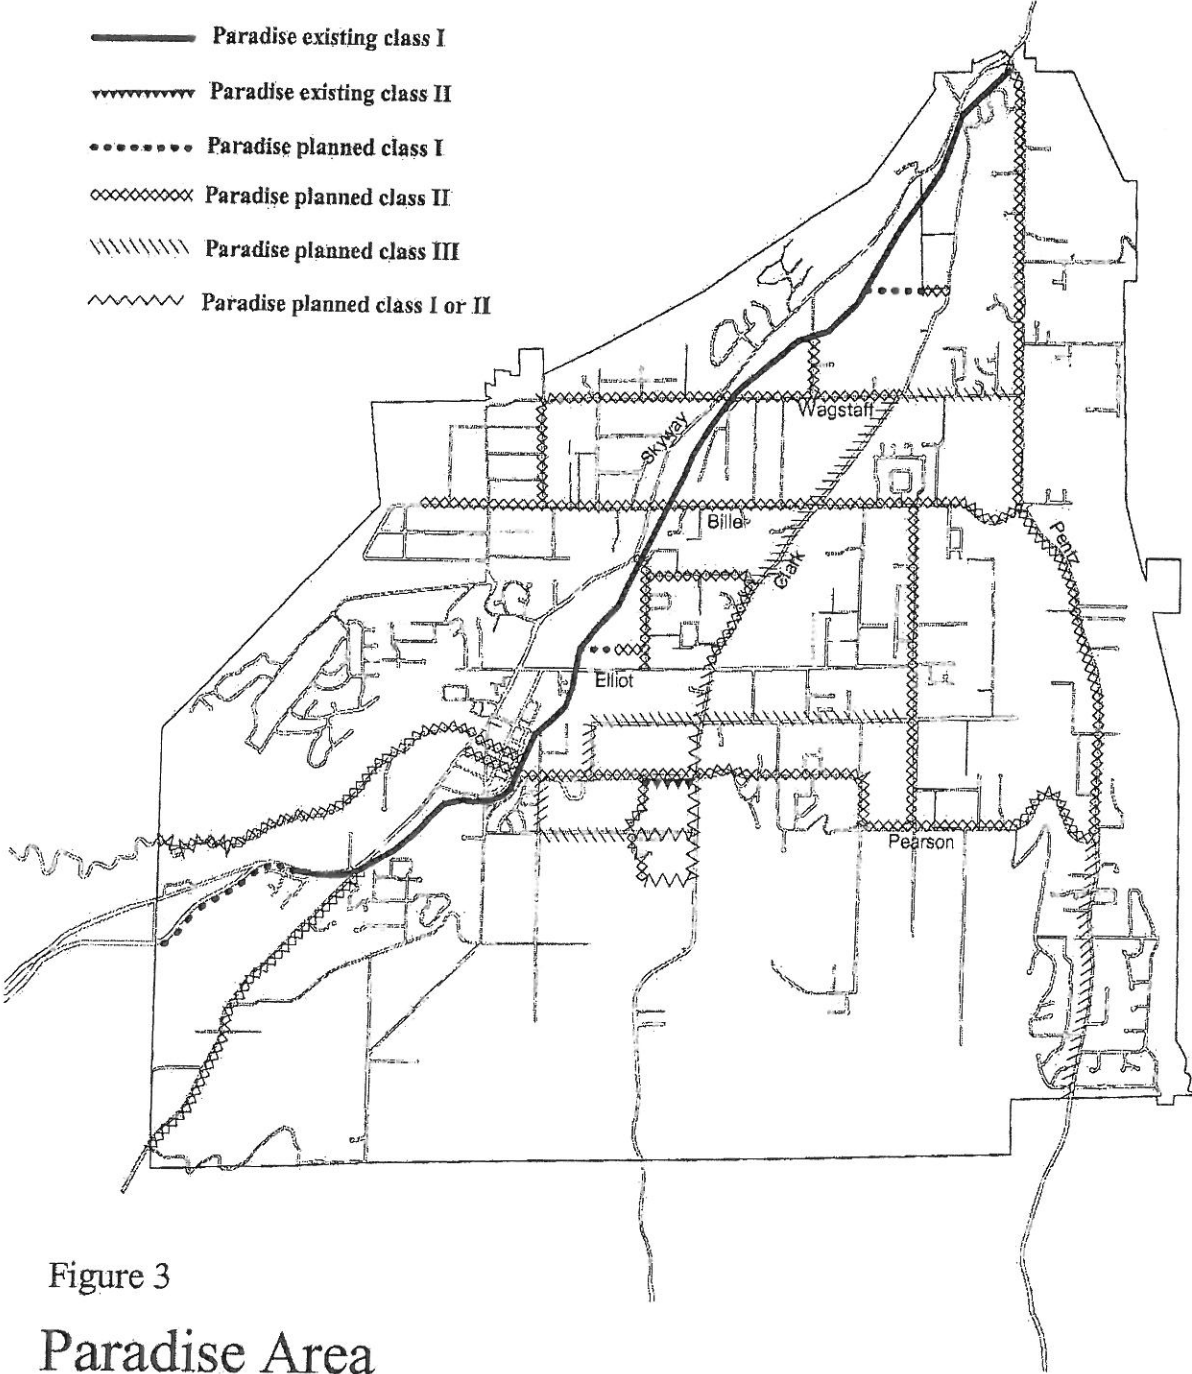 Paradise existing class I
Paradise existing class II
Paradise planned class I
Paradise planned class II
Paradise planned class III
Paradise planned class I or II
Wagstaff
Skyway
Bille
Pentz
Clark
Elliot
Pearson
Figure 3
Paradise Area